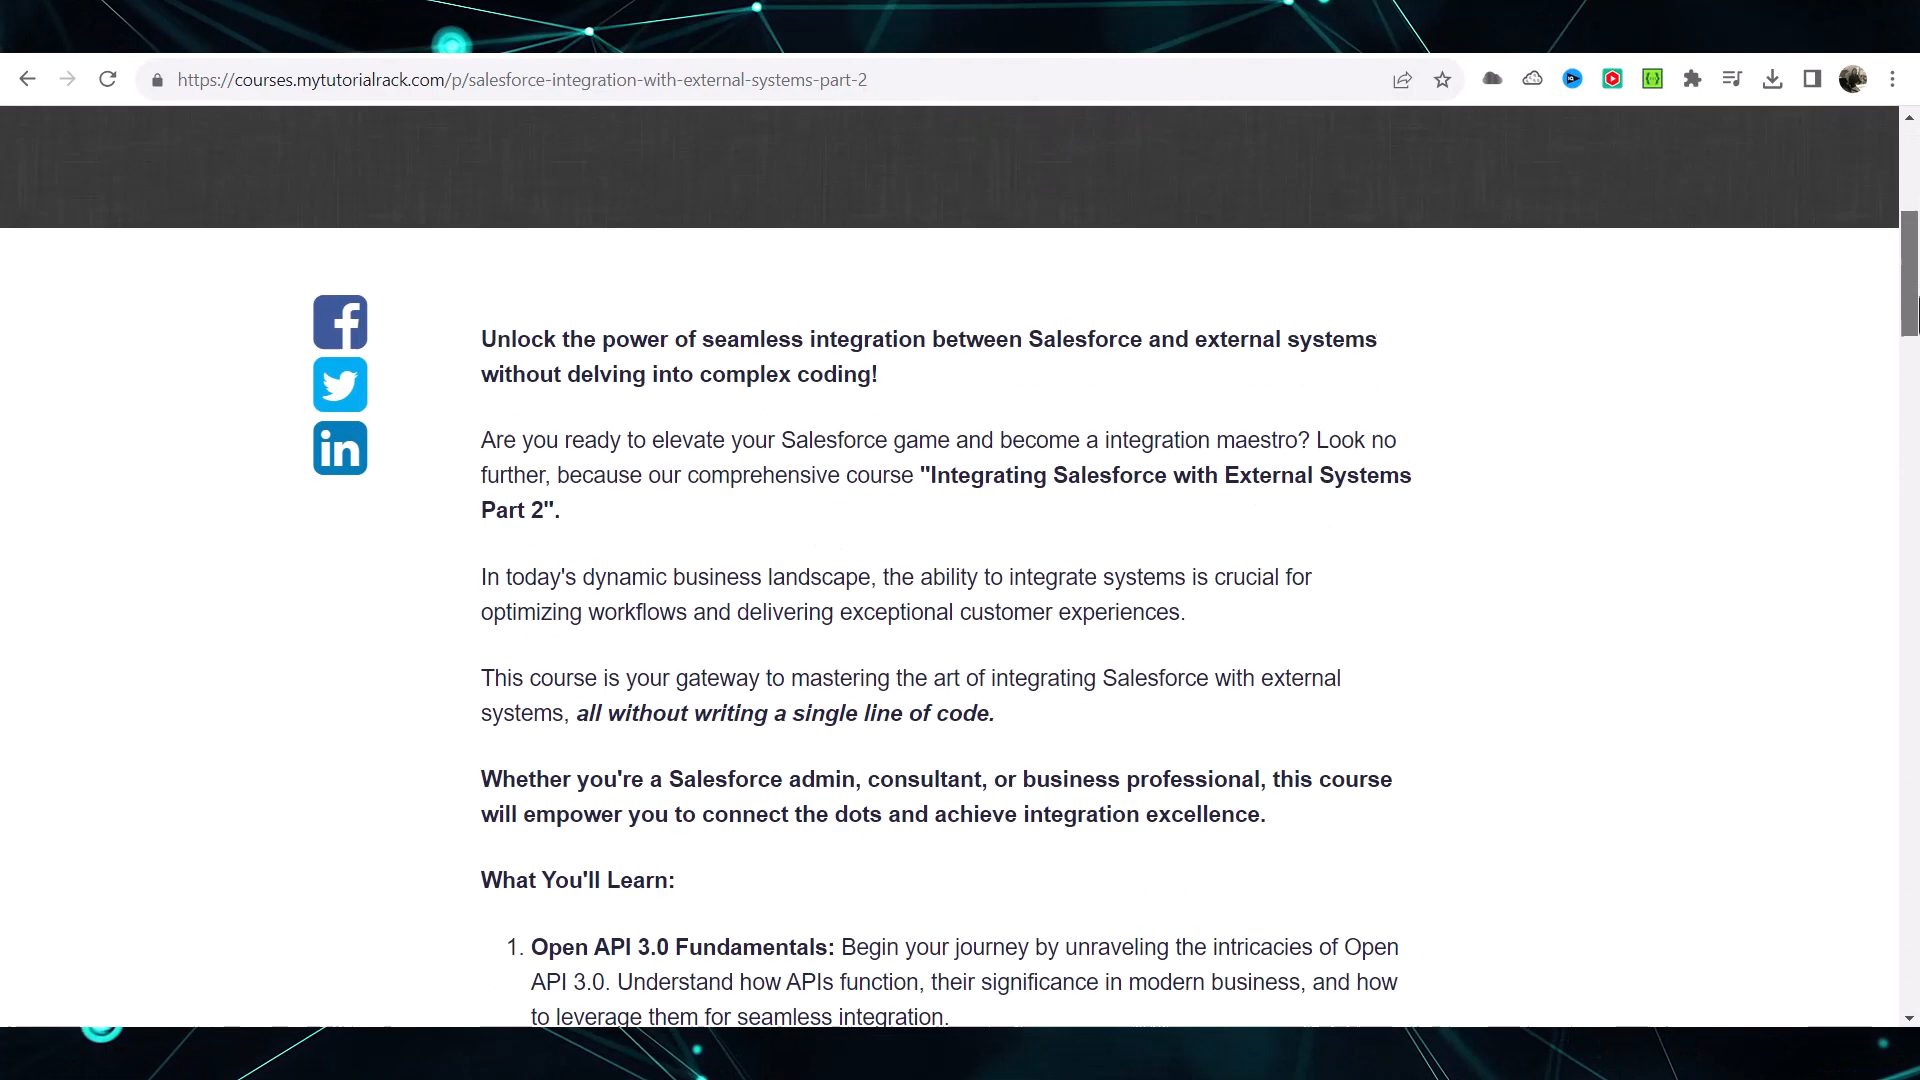 https://courses.mytutorialrack.com/p/salesforce-integration-with-external-systems-part-2
Unlock the power of seamless integration between Salesforce and external systems
without delving into complex coding!
Are you ready to elevate your Salesforce game and become a integration maestro? Look no
further, because our comprehensive course "Integrating Salesforce with External Systems
Part 2".
In today's dynamic business landscape, the ability to integrate systems is crucial for
optimizing workflows and delivering exceptional customer experiences.
This course is your gateway to mastering the art of integrating Salesforce with external
systems, all without writing a single line of code.
Whether you're a Salesforce admin, consultant, or business professional, this course
will empower you to connect the dots and achieve integration excellence.
What You'll Learn:
1. Open API 3.0 Fundamentals: Begin your journey by unraveling the intricacies of Open
API 3.0. Understand how APIs function, their significance in modern business, and how
to leverage them for seamless integration.